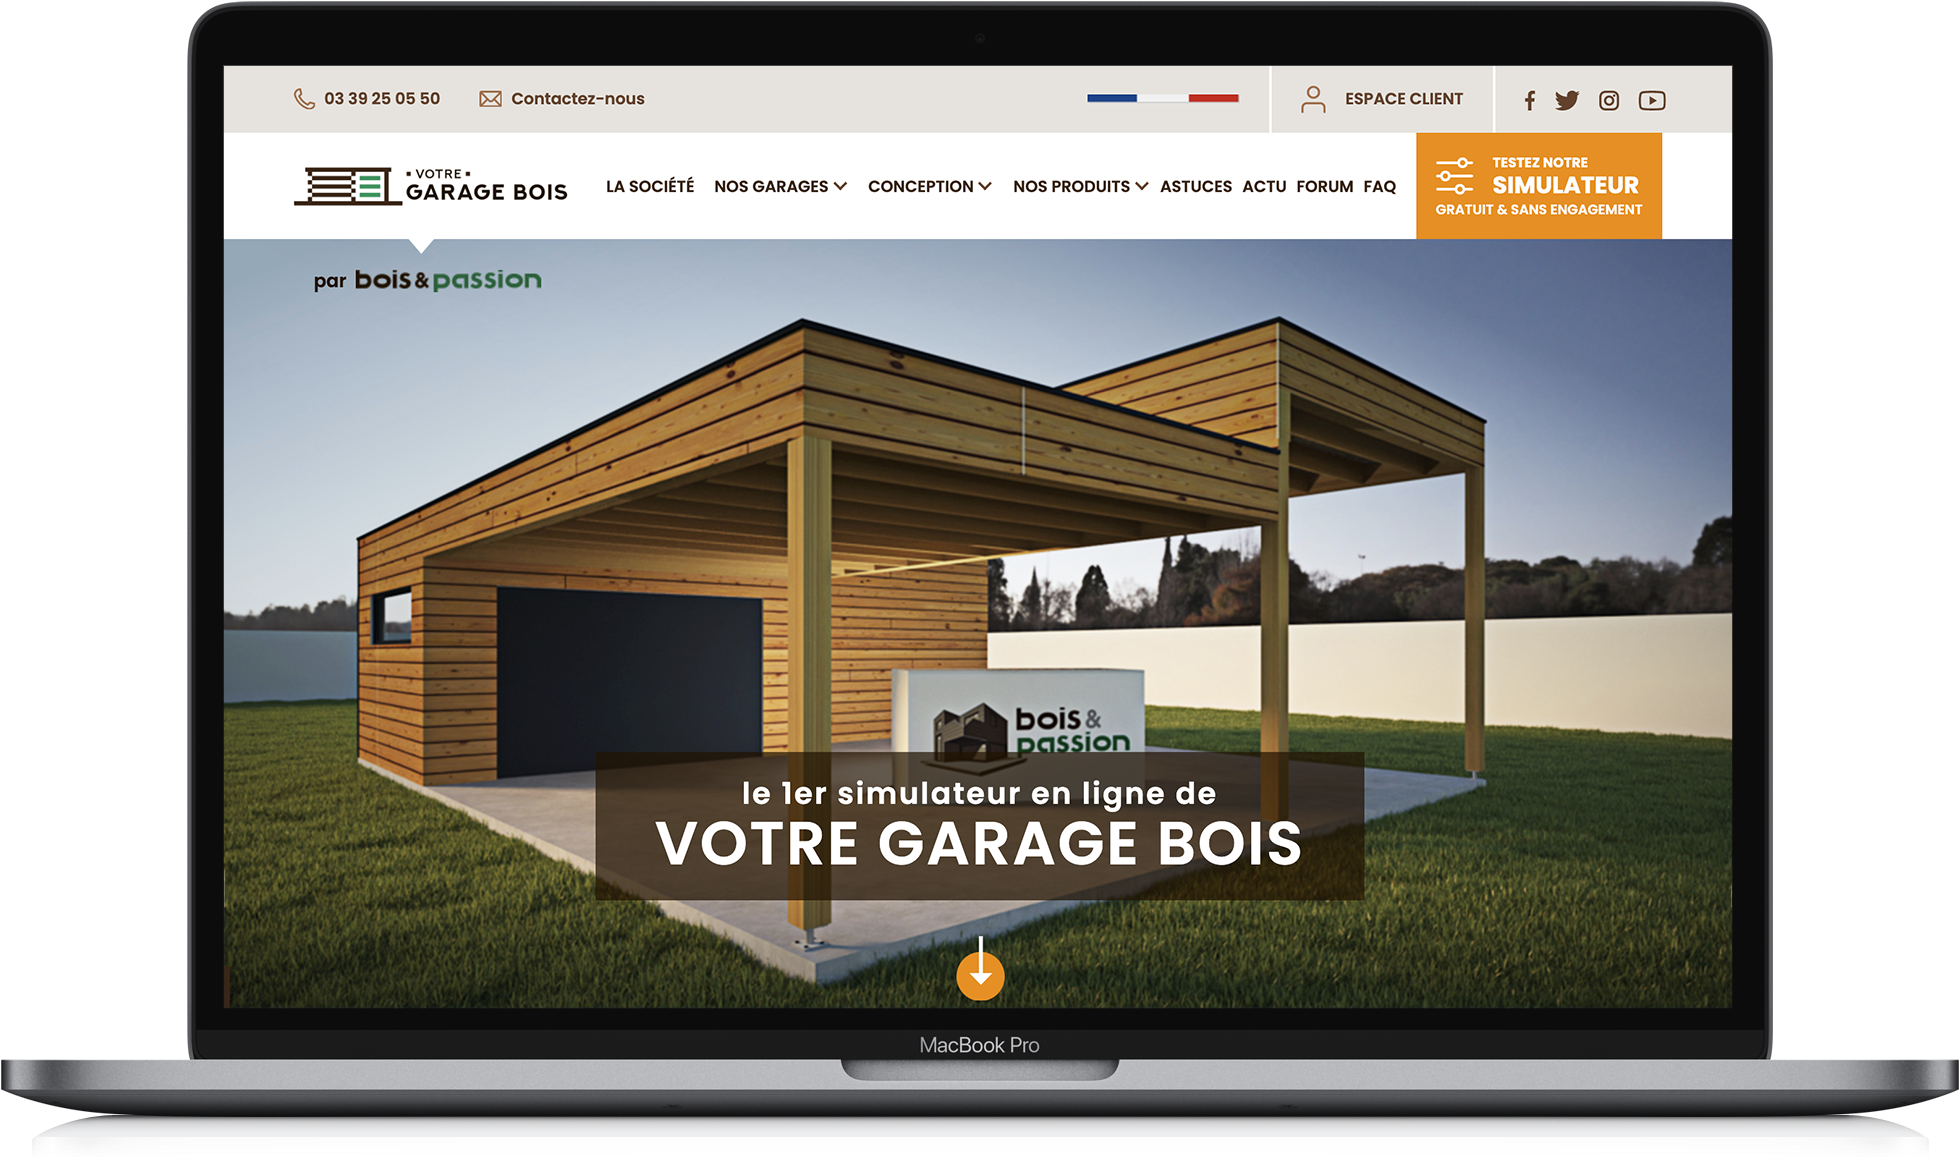 03 39 25 05 50
Contactez-nous
ESPACE CLIENT
VOTRE
GARAGE BOIS
LA SOCIÉTÉ
NOS GARAGES
CONCEPTION
NOS PRODUITS
ASTUCES
ACTU
FORUM
FAQ
TESTEZ NOTRE
SIMULATEUR
GRATUIT & SANS ENGAGEMENT
par bois & passion
bois &
passion
le 1er simulateur en ligne de
VOTRE GARAGE BOIS
MacBook Pro